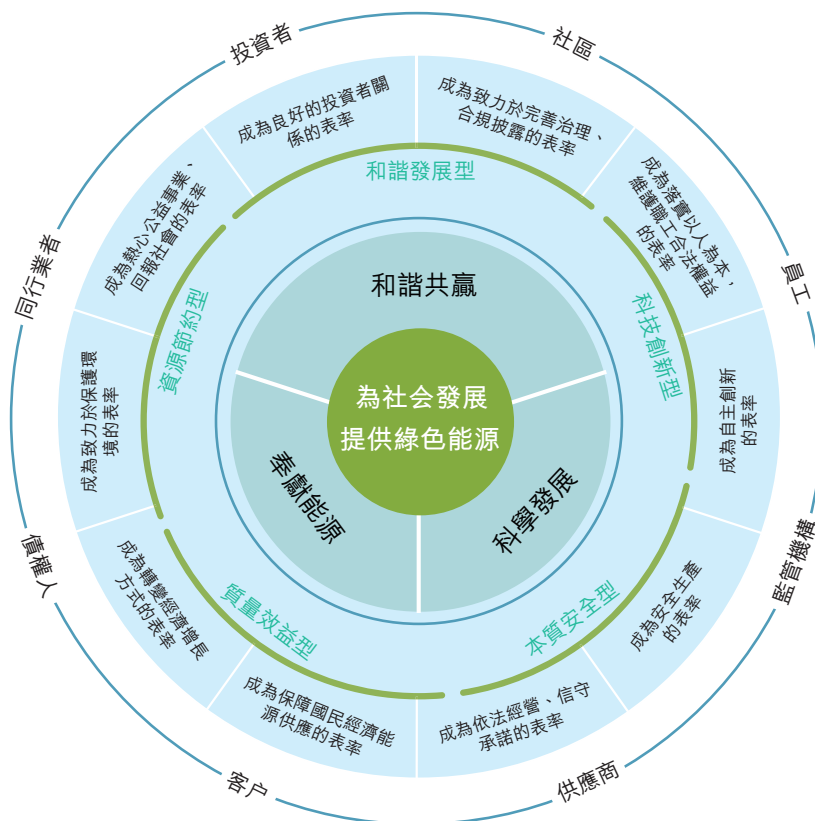 投資者
社區
員工
監管機構
供應商
客户
債權人
同行業者
成為良好的投資者關
係的表率
成為致力於完善治理、
合規披露的表率
成為落實以人為本，
維護職工合法權益
的表率
成為自主創新
的表率
成為安全生產
的表率
成為依法經營、信守
承諾的表率
成為保障國民經濟能
源供應的表率
成為轉變經濟增長
方式的表率
成為致力於保護環
境的表率
成為熱心公益事業、
回報社會的表率
和諧發展型
科技創新型
本質安全型
質量效益型
資源節約型
和諧共贏
科學發展
奉獻能源
為社会發展
提供綠色能源